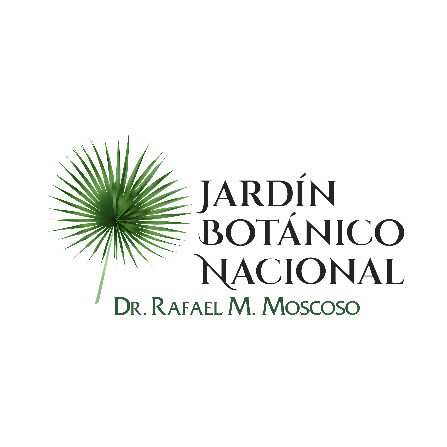 Jardín
Botánico
Nacional
Dr. Rafael M. Moscoso